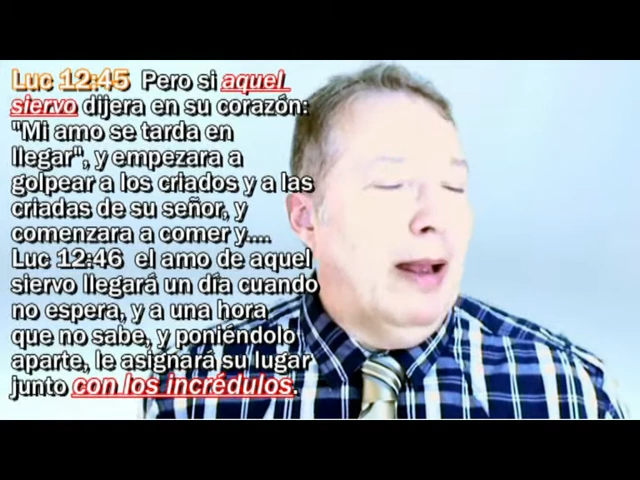 Luc 12:45 Pero si aquel
siervo dijera en su corazón:
"Mi amo se tarda en
llegar", y empezara a
golpear a los criados y a las
criadas de su señor, y
comenzara a comer y....
Luc 12:46 el amo de aquel
siervo llegará un día cuando
no espera, y a una hora
que no sabe, y poniéndolo
aparte, le asignará su lugar
junto con los incrédulos.